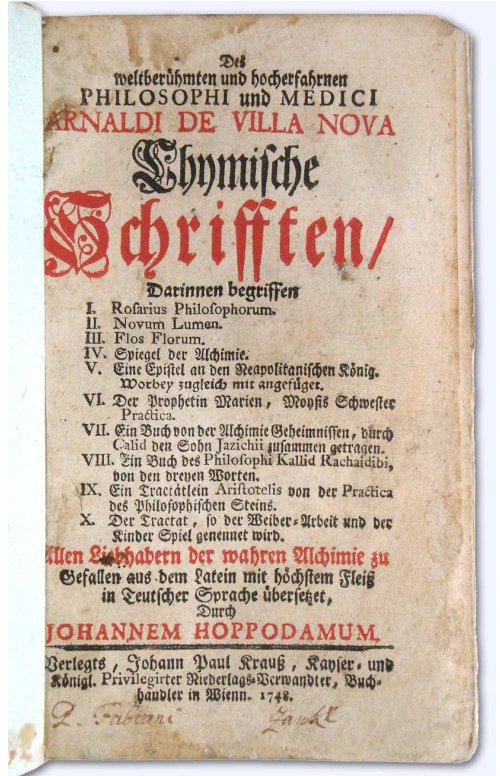 Des
weltberühmten und hocherfahrnen
PHILOSOPHI und MEDICI
ARNALDI DE VILLA NOVA
Chymische
Schrifften/
Darinnen begriffen
I. Rosarius Philosophorum.
II. Novum Lumen.
III. Flos Florum.
IV. Spiegel der Alchimie.
V. Eine Epistel an den Neapolitanischen König.
Worbey zugleich mit angefüget.
VI. Der Prophetin Marien, Moysis Schwester
Practica.
VII. Ein Buch von der Alchimie Geheimnissen, durch
Calid den Sohn Jazichii zusammen getragen.
VIII. Ein Buch des Philosophi Kallid Rachaidibi,
von den dreyen Worten.
IX. Ein Tractätlein Aristotelis von der Practica
des Philosophischen Steins.
X. Der Tractat, so der Weiber-Arbeit und der
Kinder Spiel genennet wird.
Allen Liebhabern der wahren Alchimie zu
Gefallen aus dem Latein mit höchstem Fleiß
in Teutscher Sprache übersetzet,
Durch
JOHANNEM HOPPODAMUM.
Verlegts, Johann Paul Krauß, Kayser- und
Königl. Privilegirter Niederlags-Verwandter, Buch-
handler in Wienn. 1748.